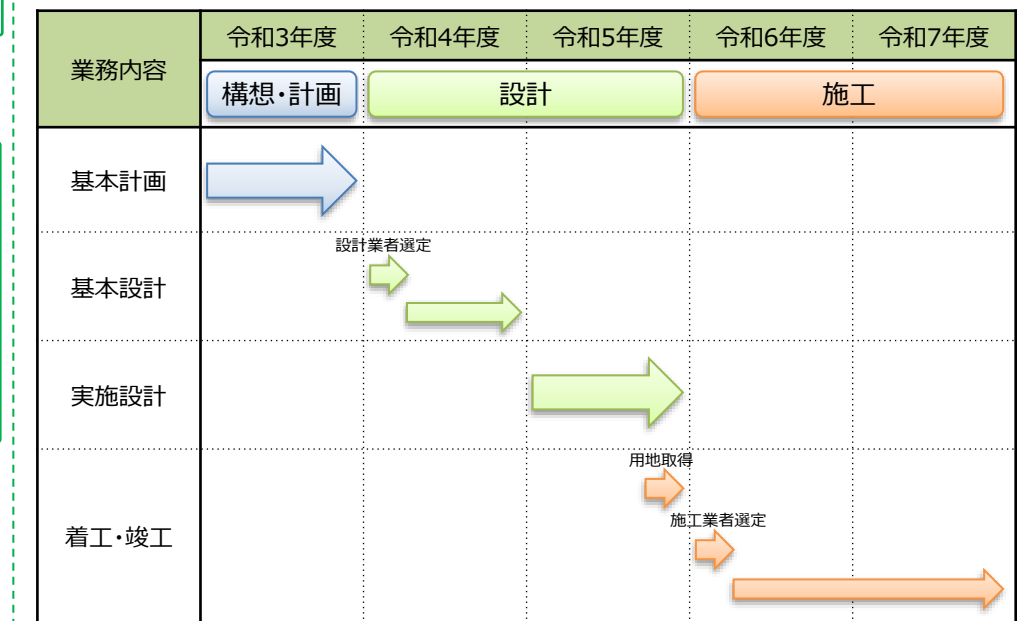 業務内容
令和3年度
令和4年度
令和5年度
令和6年度
令和7年度
構想・計画
設計
施工
基本計画
設計業者選定
基本設計
実施設計
用地取得
施工業者選定
着工・竣工